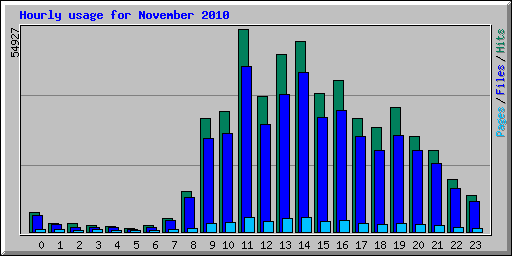 Hourly usage for November 2010
54927
Pages / Files / Hits
0 1 2 3 4 5 6 7 8 9 10 11 12 13 14 15 16 17 18 19 20 21 22 23